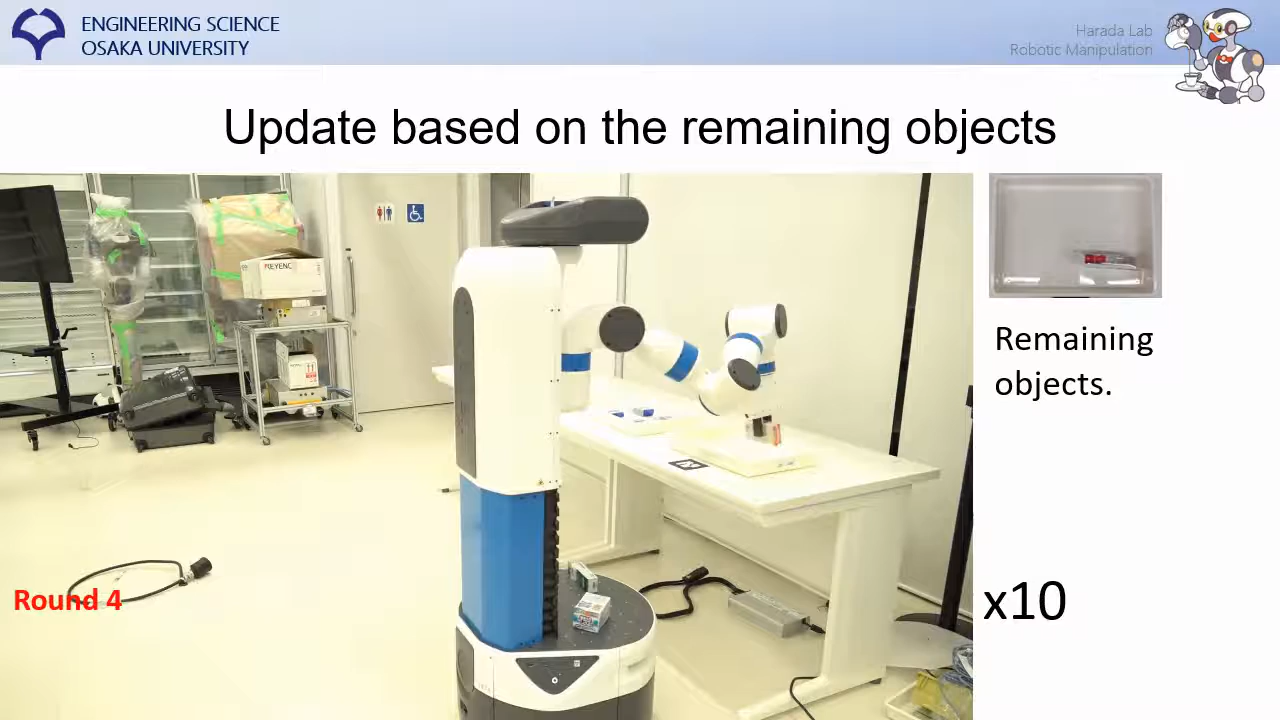 ENGINEERING SCIENCE
OSAKA UNIVERSITY
Harada Lab
Robotic Manipulation
Update based on the remaining objects
KEYENC
Remaining
objects.
Round 4
x10